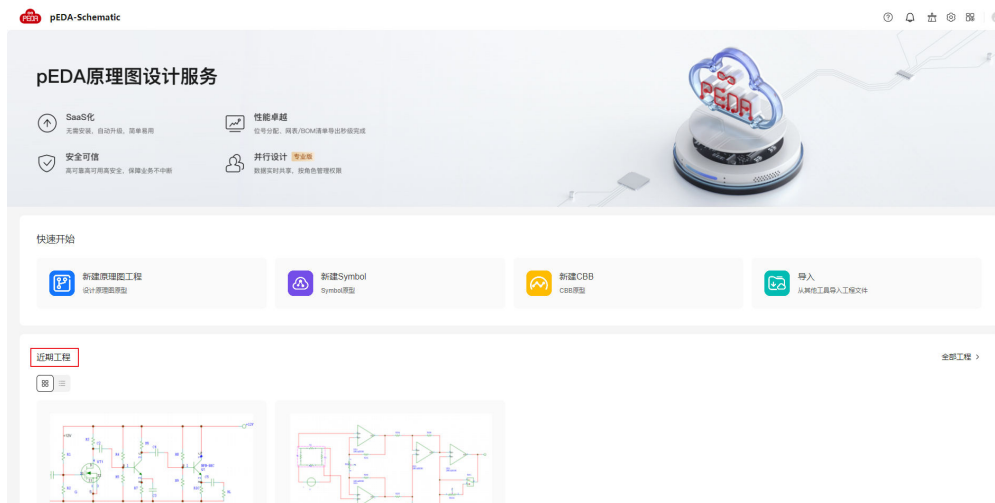 PEDA pEDA-Schematic
pEDA原理图设计服务
SaaS化
无需安装，自动升级，简单易用
性能卓越
位号分配、网表/BOM清单导出秒级完成
安全可信
高可靠高可用高安全，保障业务不中断
并行设计 专业版
数据实时共享，按角色管理权限
PEDA
快速开始
新建原理图工程
设计原理图原型
新建Symbol
Symbol原型
新建CBB
CBB原型
导入
从其他工具导入工程文件
近期工程
全部工程